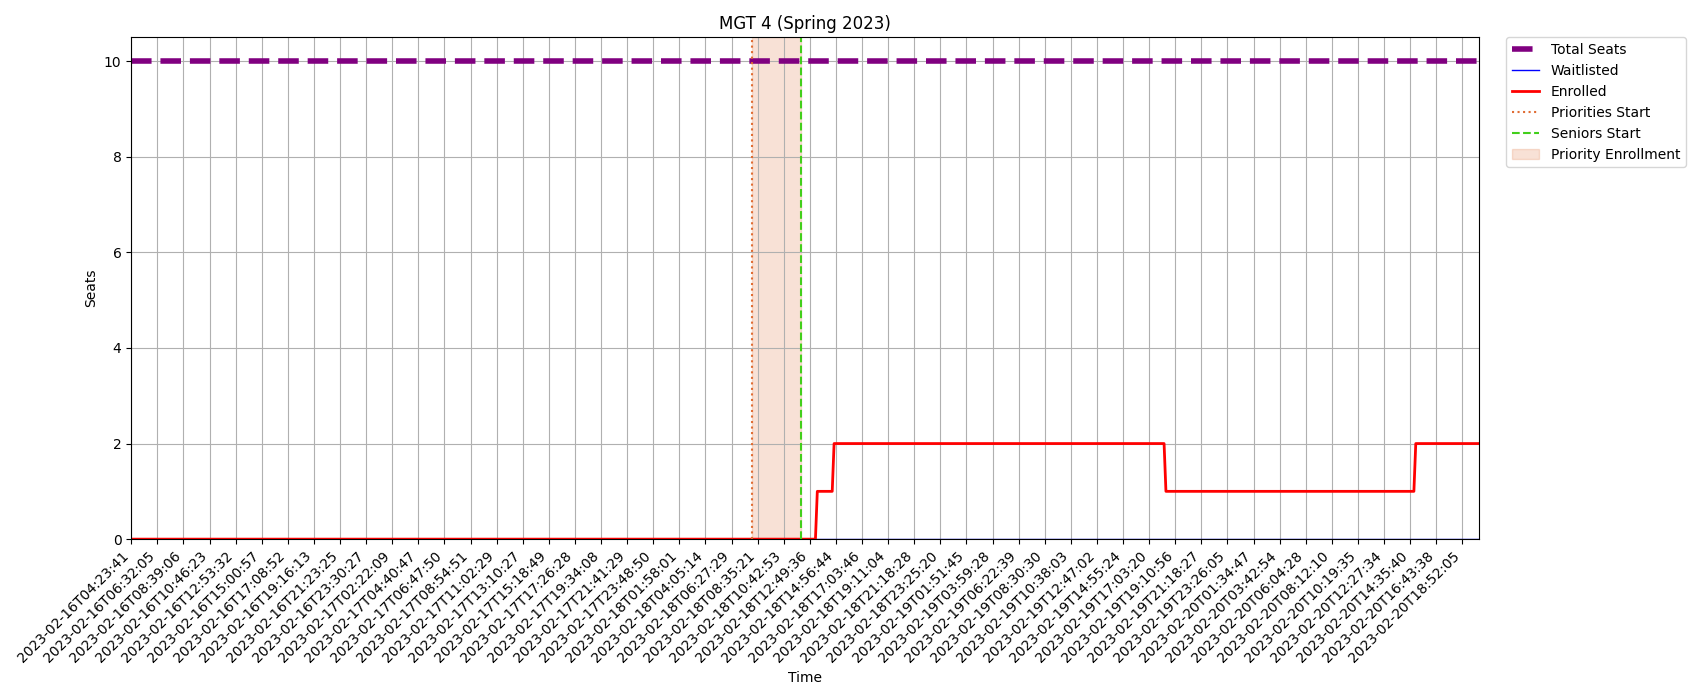 MGT 4 (Spring 2023)
Total Seats
Waitlisted
Enrolled
Priorities Start
Seniors Start
Priority Enrollment
10
8
6
4
2
0
Seats
2023-02-16T04:23:41
2023-02-16T06:32:05
2023-02-16T08:39:06
2023-02-16T10:46:23
2023-02-16T12:53:32
2023-02-16T15:00:57
2023-02-16T17:08:52
2023-02-16T19:16:13
2023-02-16T21:23:25
2023-02-16T23:30:27
2023-02-17T02:22:09
2023-02-17T04:40:47
2023-02-17T06:47:50
2023-02-17T08:54:51
2023-02-17T11:02:29
2023-02-17T13:10:27
2023-02-17T15:18:49
2023-02-17T17:26:28
2023-02-17T19:34:08
2023-02-17T21:41:29
2023-02-17T23:48:50
2023-02-18T01:58:01
2023-02-18T04:05:14
2023-02-18T06:27:29
2023-02-18T08:35:21
2023-02-18T10:42:53
2023-02-18T12:49:36
2023-02-18T14:56:44
2023-02-18T17:03:46
2023-02-18T19:11:04
2023-02-18T21:18:28
2023-02-18T23:25:20
2023-02-19T01:51:45
2023-02-19T03:59:28
2023-02-19T06:22:39
2023-02-19T08:30:30
2023-02-19T10:38:03
2023-02-19T12:47:02
2023-02-19T14:55:24
2023-02-19T17:03:20
2023-02-19T19:10:56
2023-02-19T21:18:27
2023-02-19T23:26:05
2023-02-20T01:34:47
2023-02-20T03:42:54
2023-02-20T06:04:28
2023-02-20T08:12:10
2023-02-20T10:19:35
2023-02-20T12:27:34
2023-02-20T14:35:40
2023-02-20T16:43:38
2023-02-20T18:52:05
Time